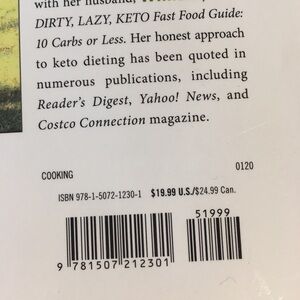 with her husband,
DIRTY, LAZY, KETO Fast Food Guide:
10 Carbs or Less. Her honest approach
to keto dieting has been quoted in
numerous publications, including
Reader's Digest, Yahoo! News, and
Costco Connection magazine.
COOKING
0120
ISBN 978-1-5072-1230-1 | $19.99 U.S./$24.99 Can.
51999
9 781507 212301